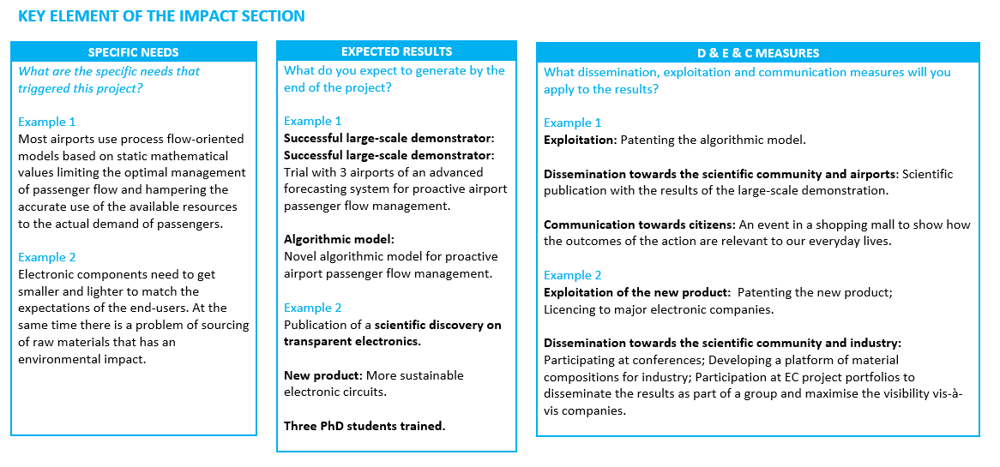 KEY ELEMENT OF THE IMPACT SECTION
SPECIFIC NEEDS
What are the specific needs that
triggered this project?
Example 1
Most airports use process flow-oriented
models based on static mathematical
values limiting the optimal management
of passenger flow and hampering the
accurate use of the available resources
to the actual demand of passengers.
Example 2
Electronic components need to get
smaller and lighter to match the
expectations of the end-users. At the
same time there is a problem of sourcing
of raw materials that has an
environmental impact.
EXPECTED RESULTS
What do you expect to generate by the
end of the project?
Example 1
Successful large-scale demonstrator:
Successful large-scale demonstrator:
Trial with 3 airports of an advanced
forecasting system for proactive airport
passenger flow management.
Algorithmic model:
Novel algorithmic model for proactive
airport passenger flow management.
Example 2
Publication of a scientific discovery on
transparent electronics.
New product: More sustainable
electronic circuits.
Three PhD students trained.
D & E & C MEASURES
What dissemination, exploitation and communication measures will you
apply to the results?
Example 1
Exploitation: Patenting the algorithmic model.
Dissemination towards the scientific community and airports: Scientific
publication with the results of the large-scale demonstration.
Communication towards citizens: An event in a shopping mall to show how
the outcomes of the action are relevant to our everyday lives.
Example 2
Exploitation of the new product: Patenting the new product;
Licencing to major electronic companies.
Dissemination towards the scientific community and industry:
Participating at conferences; Developing a platform of material
compositions for industry; Participation at EC project portfolios to
disseminate the results as part of a group and maximise the visibility vis-à-
vis companies.